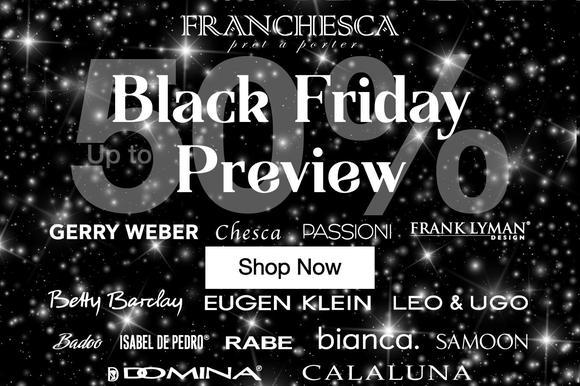 FRANCHESCA
prêt à porter
Up to 50%
Black Friday
Preview
GERRY WEBER Chesca PASSIONI FRANK LYMAN® DESIGN
Shop Now
Betty Barclay EUGEN KLEIN LEO & UGO
Badoo ISABEL DE PEDRO® RABE bianca. SAMOON
DOMINA® CALALUNA